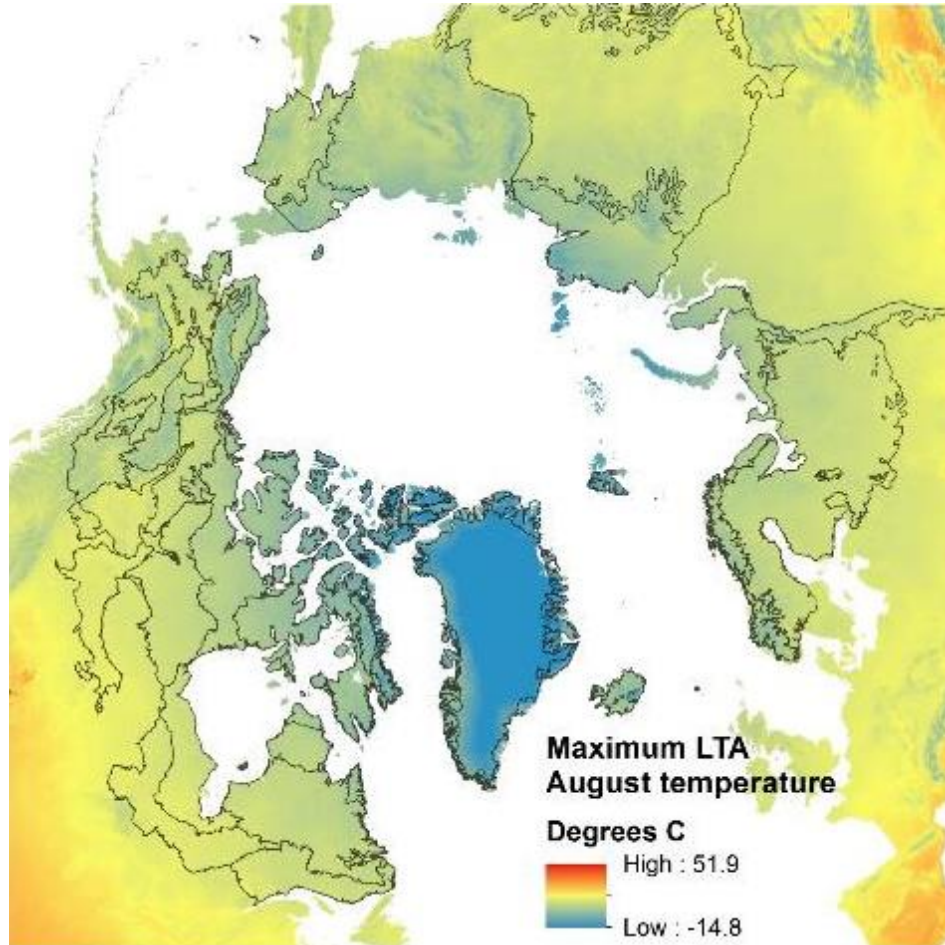 Maximum LTA
August temperature
Degrees C
High : 51.9
Low : -14.8